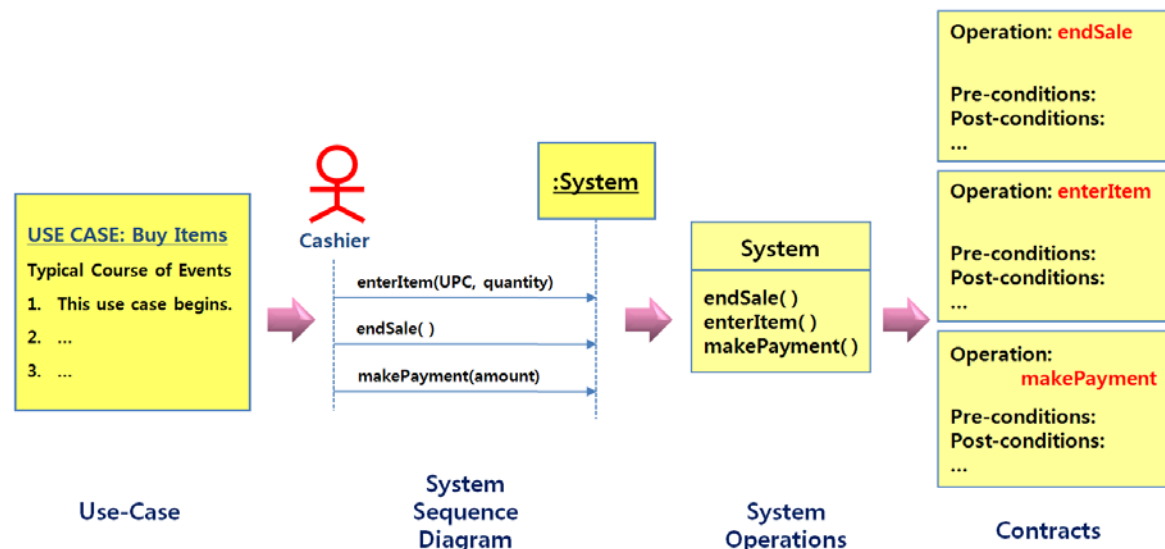 USE CASE: Buy Items
Typical Course of Events
1. This use case begins.
2. ...
3. ...
Use-Case
Cashier
:System
enterItem(UPC, quantity)
endSale( )
makePayment(amount)
System
Sequence
Diagram
System
endSale( )
enterItem( )
makePayment( )
System
Operations
Operation: endSale
Pre-conditions:
Post-conditions:
...
Operation: enterItem
Pre-conditions:
Post-conditions:
...
Operation:
makePayment
Pre-conditions:
Post-conditions:
...
Contracts